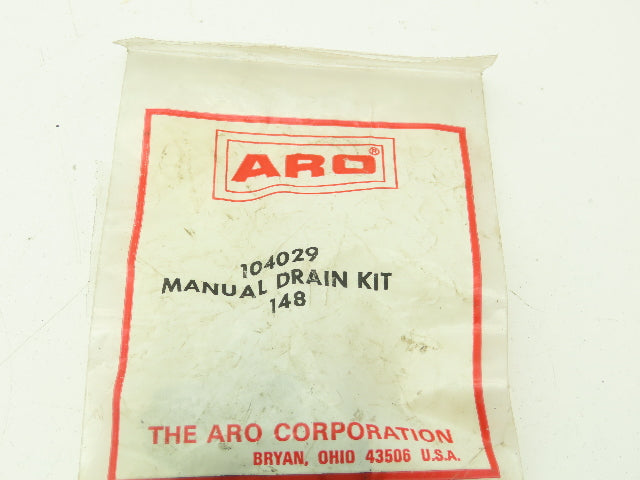 ARO®
104029
MANUAL DRAIN KIT
148
THE ARO CORPORATION
BRYAN, OHIO 43506 U.S.A.